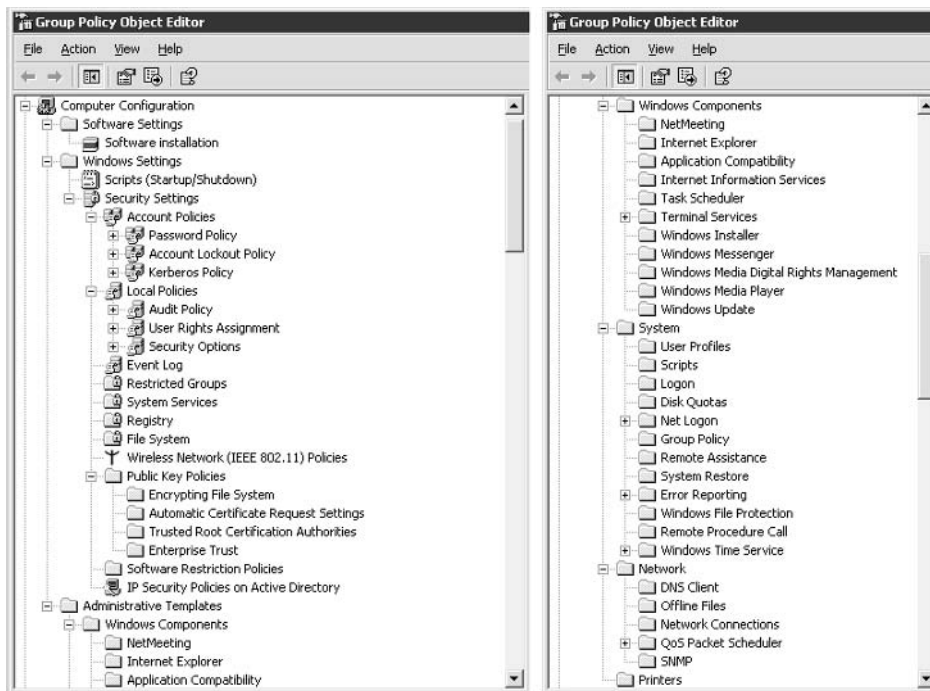 Group Policy Object Editor
File Action View Help
Computer Configuration
Software Settings
Software installation
Windows Settings
Scripts (Startup/Shutdown)
Security Settings
Account Policies
Password Policy
Account Lockout Policy
Kerberos Policy
Local Policies
Audit Policy
User Rights Assignment
Security Options
Event Log
Restricted Groups
System Services
Registry
File System
Wireless Network (IEEE 802.11) Policies
Public Key Policies
Encrypting File System
Automatic Certificate Request Settings
Trusted Root Certification Authorities
Enterprise Trust
Software Restriction Policies
IP Security Policies on Active Directory
Administrative Templates
Windows Components
NetMeeting
Internet Explorer
Application Compatibility
Group Policy Object Editor
File Action View Help
Windows Components
NetMeeting
Internet Explorer
Application Compatibility
Internet Information Services
Task Scheduler
Terminal Services
Windows Installer
Windows Messenger
Windows Media Digital Rights Management
Windows Media Player
Windows Update
System
User Profiles
Scripts
Logon
Disk Quotas
Net Logon
Group Policy
Remote Assistance
System Restore
Error Reporting
Windows File Protection
Remote Procedure Call
Windows Time Service
Network
DNS Client
Offline Files
Network Connections
QoS Packet Scheduler
SNMP
Printers